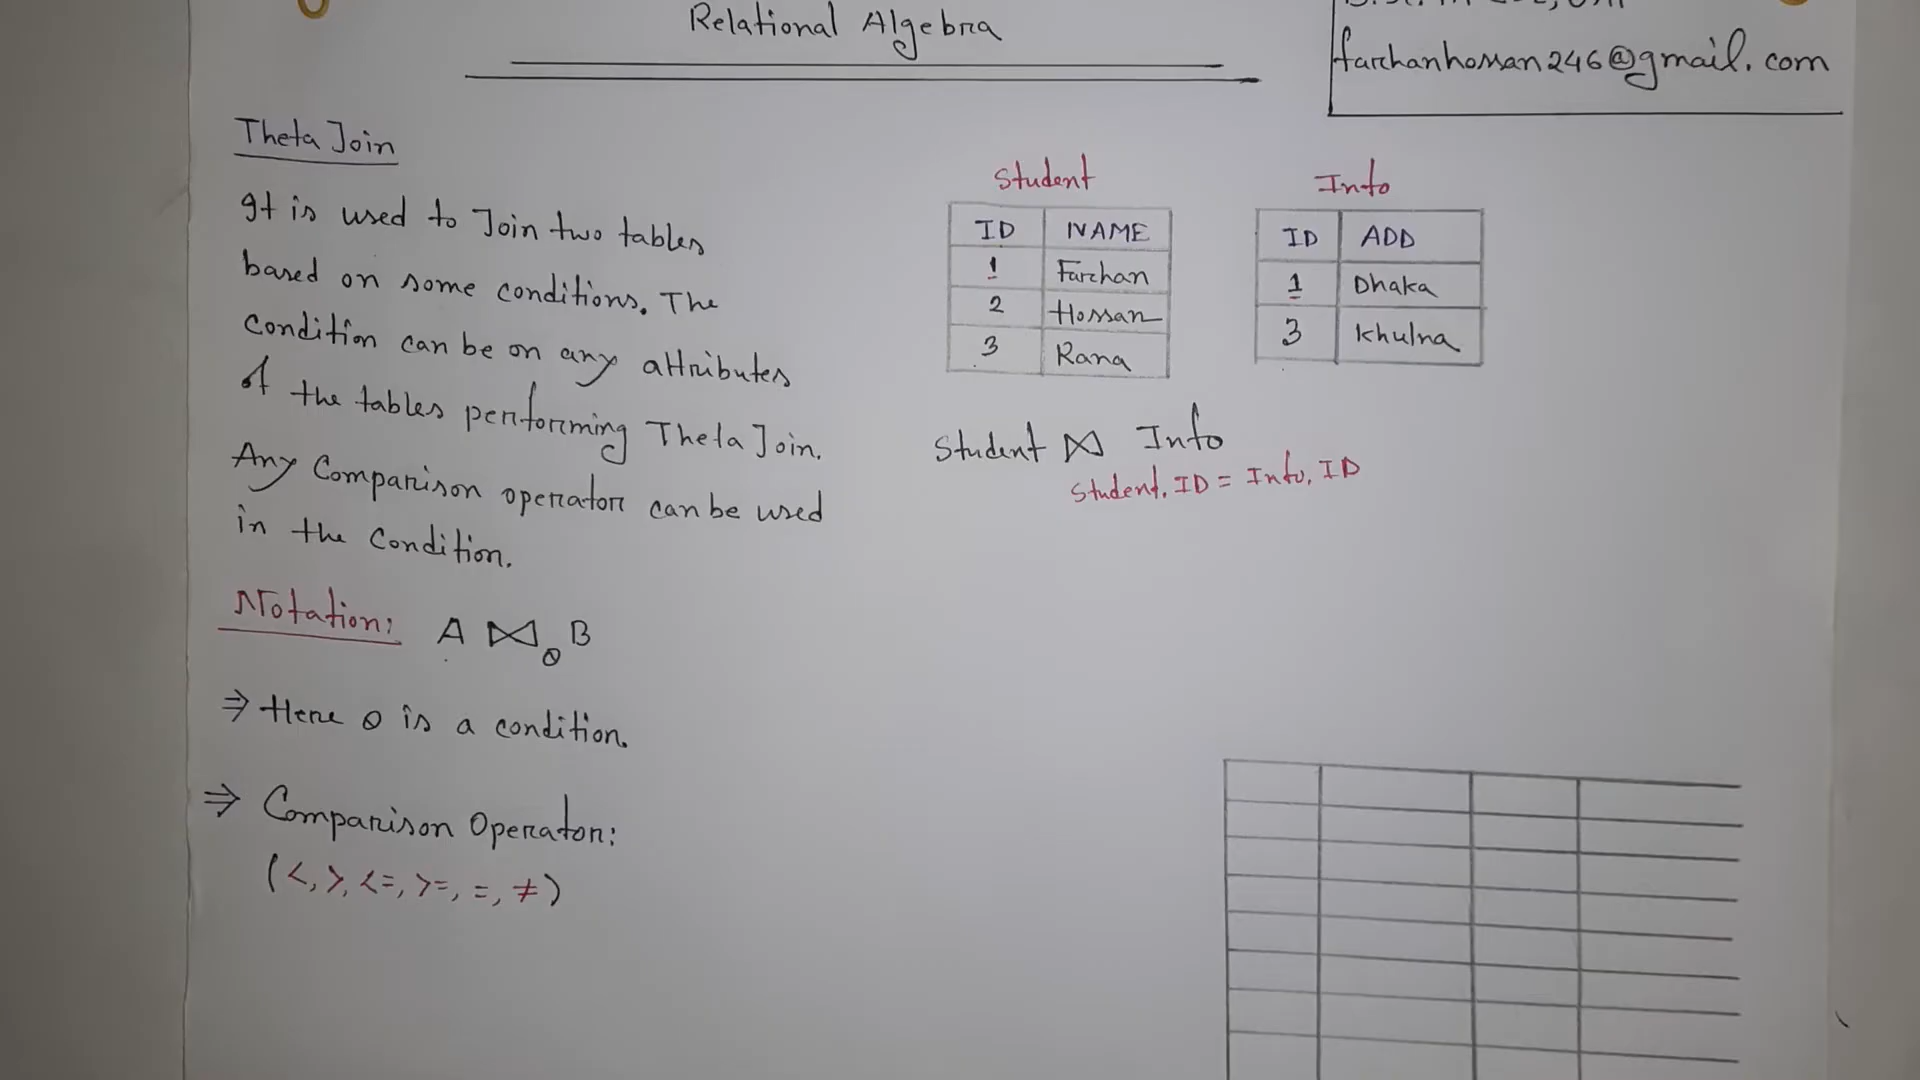 Relational Algebra
farhanhossan246@gmail.com
Theta Join
It is used to Join two tables
based on some conditions. The
Condition can be on any attributes
of the tables performing Theta Join.
Any Comparison operator can be used
in the Condition.
Notation: A ⋈θ B
⇒ Here θ is a condition.
⇒ Comparison Operator:
(<, >, <=, >=, =, ≠)
Student
ID NAME
1 Farhan
2 Hossan
3 Rana
Info
ID ADD
1 Dhaka
3 Khulna
Student ⋈ Info
Student.ID = Info.ID